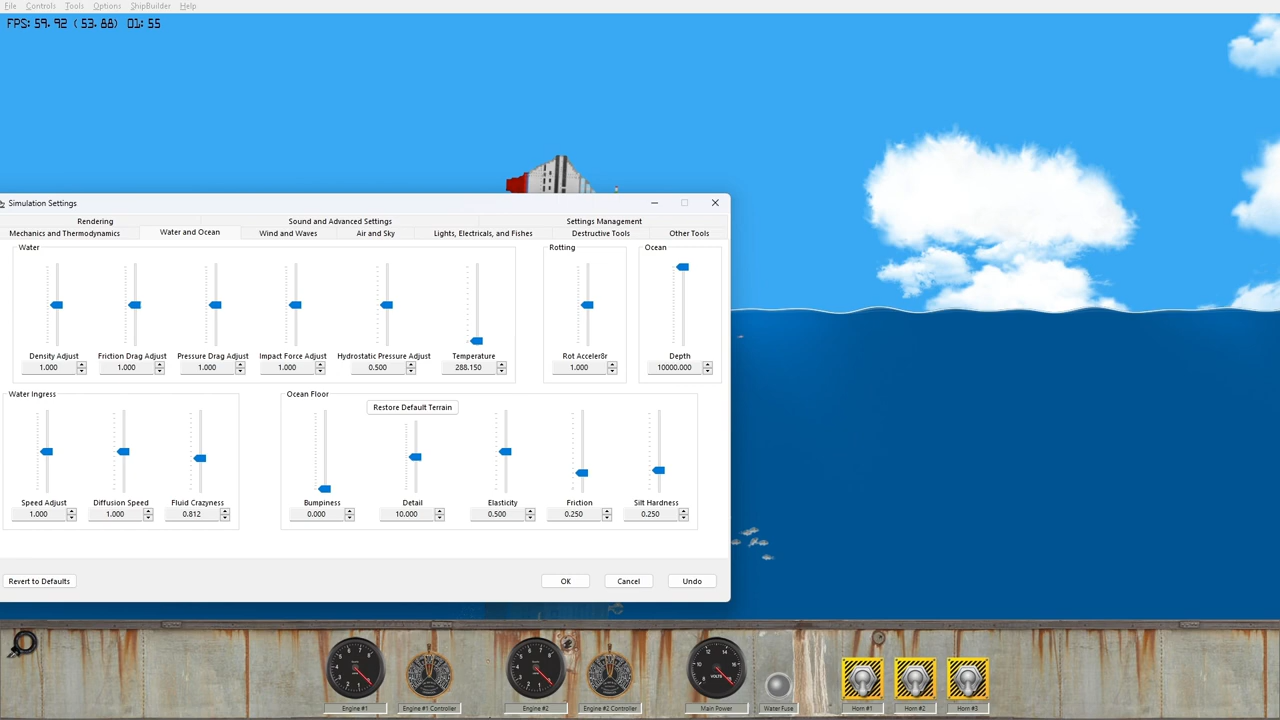 File Controls Tools Options ShipBuilder Help
FPS: 59.92 (53.88) 01:55
Simulation Settings
Rendering Sound and Advanced Settings Settings Management
Mechanics and Thermodynamics Water and Ocean Wind and Waves Air and Sky Lights, Electricals, and Fishes Destructive Tools Other Tools
Water Rotting Ocean
Density Adjust Friction Drag Adjust Pressure Drag Adjust Impact Force Adjust Hydrostatic Pressure Adjust Temperature Rot Acceler8r Depth
1.000 1.000 1.000 1.000 0.500 288.150 1.000 10000.000
Water Ingress Ocean Floor
Restore Default Terrain
Speed Adjust Diffusion Speed Fluid Crazyness Bumpiness Detail Elasticity Friction Silt Hardness
1.000 1.000 0.812 0.000 10.000 0.500 0.250 0.250
Revert to Defaults OK Cancel Undo
VOLTS
Engine #1 Engine #1 Controller Engine #2 Engine #2 Controller Main Power Water Fuse Horn #1 Horn #2 Horn #3